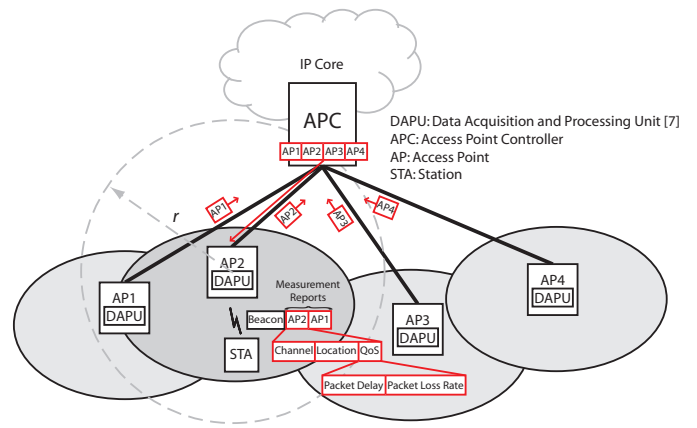 IP Core
APC
AP1 AP2 AP3 AP4
DAPU: Data Acquisition and Processing Unit [7]
APC: Access Point Controller
AP: Access Point
STA: Station
r
AP1
AP2
AP3
AP4
AP2
DAPU
AP1
DAPU
AP3
DAPU
AP4
DAPU
STA
Measurement
Reports
Beacon AP2 AP1
Channel Location QoS
Packet Delay Packet Loss Rate